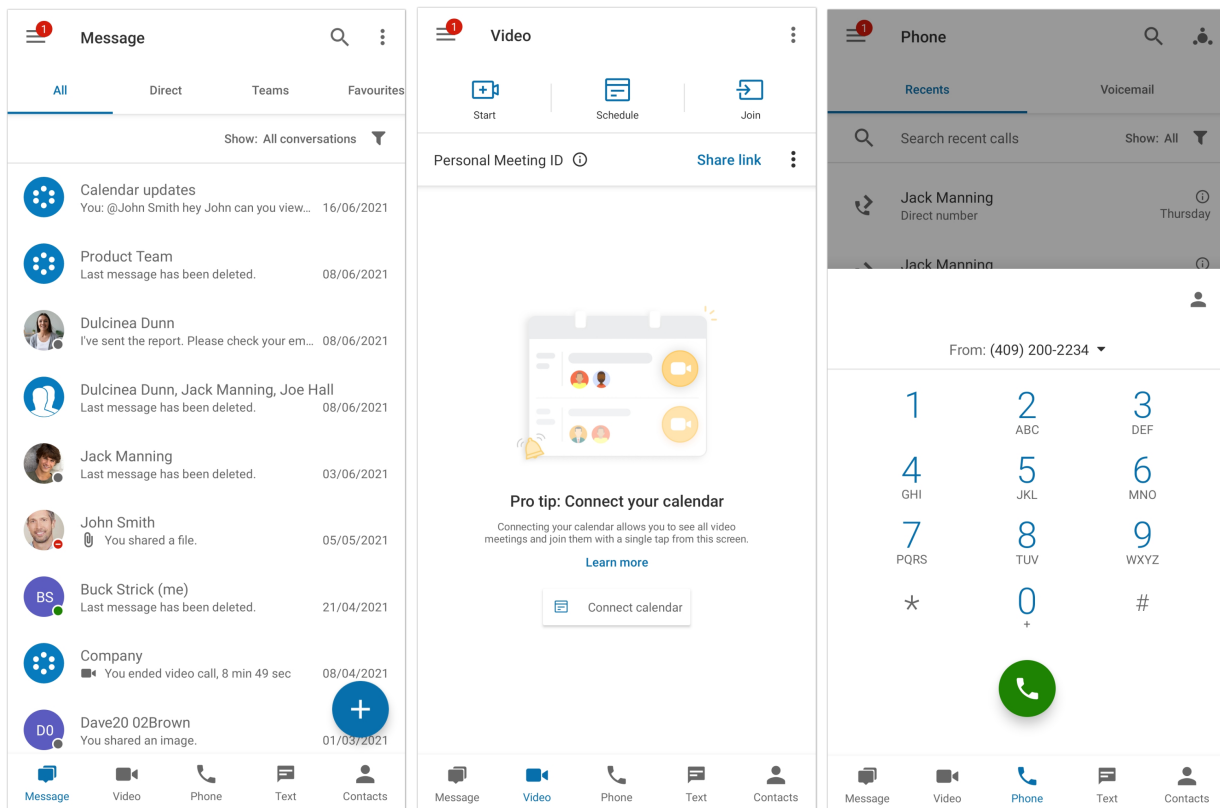 1
Message
All
Direct
Teams
Favourites
Show: All conversations
Calendar updates
You: @John Smith hey John can you view... 16/06/2021
Product Team
Last message has been deleted. 08/06/2021
Dulcinea Dunn
I've sent the report. Please check your em... 08/06/2021
Dulcinea Dunn, Jack Manning, Joe Hall
Last message has been deleted. 08/06/2021
Jack Manning
Last message has been deleted. 03/06/2021
John Smith
You shared a file. 05/05/2021
BS
Buck Strick (me)
Last message has been deleted. 21/04/2021
Company
You ended video call, 8 min 49 sec 08/04/2021
D0
Dave20 02Brown
You shared an image. 01/03/2021
Message
Video
Phone
Text
Contacts
1
Video
Start
Schedule
Join
Personal Meeting ID
Share link
Pro tip: Connect your calendar
Connecting your calendar allows you to see all video
meetings and join them with a single tap from this screen.
Learn more
Connect calendar
Message
Video
Phone
Text
Contacts
1
Phone
Recents
Voicemail
Search recent calls
Show: All
Jack Manning
Direct number
Thursday
Jack Manning
From: (409) 200-2234
1
2
ABC
3
DEF
4
GHI
5
JKL
6
MNO
7
PQRS
8
TUV
9
WXYZ
*
0
+
#
Message
Video
Phone
Text
Contacts